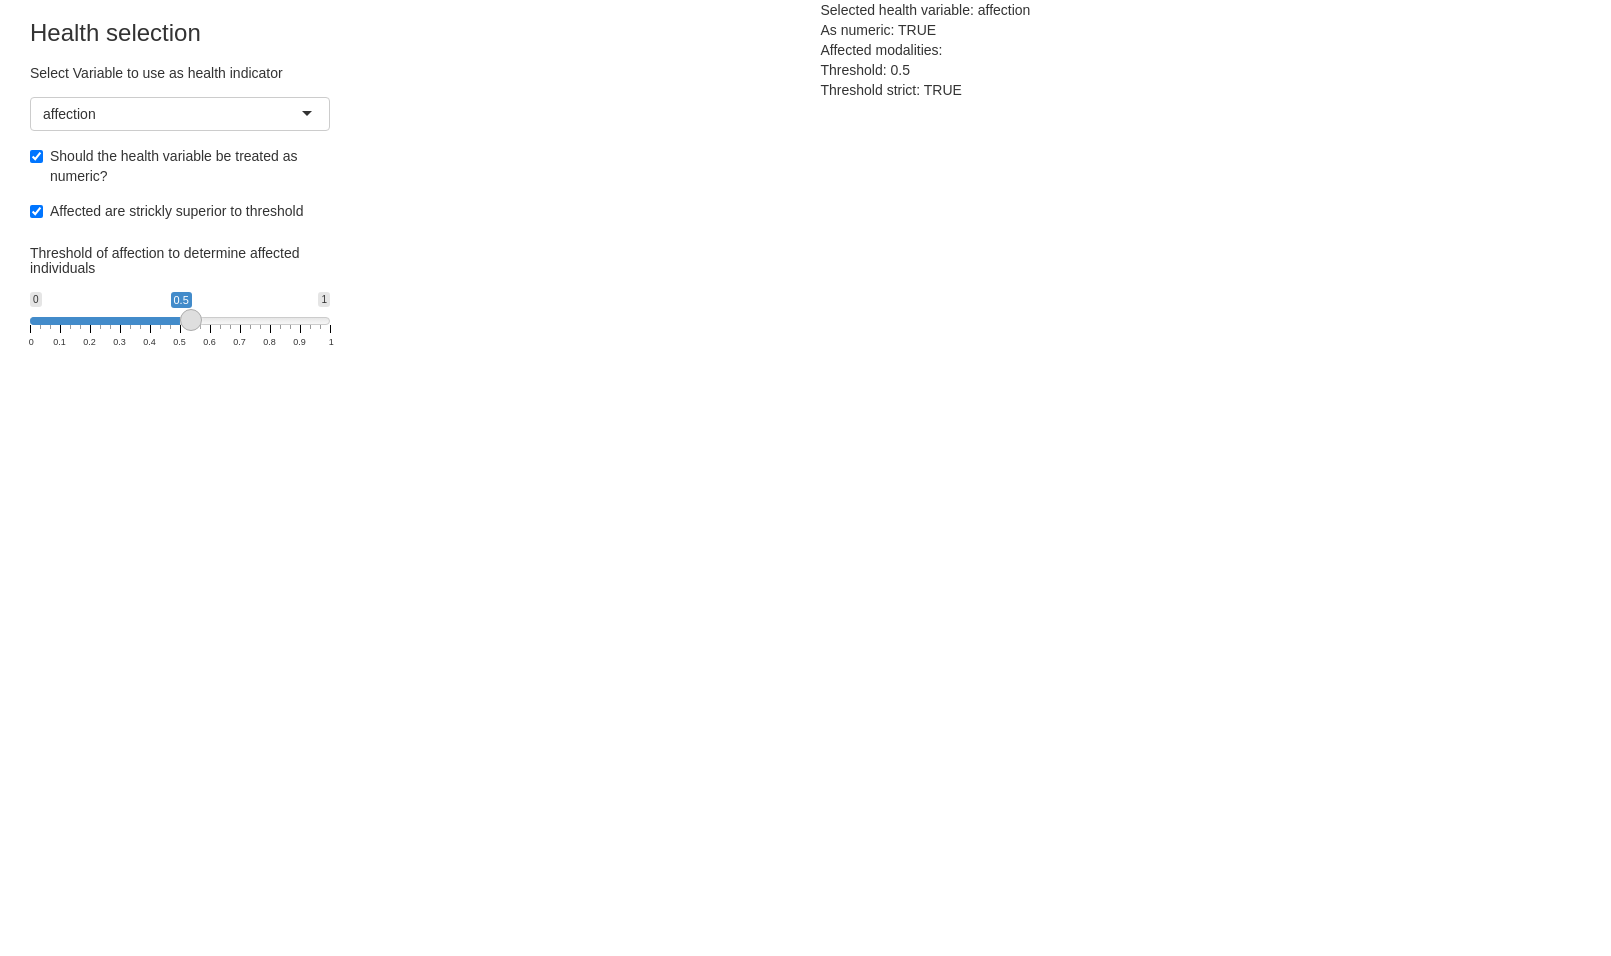 Health selection
Select Variable to use as health indicator
affection
Should the health variable be treated as
numeric?
Affected are strickly superior to threshold
Threshold of affection to determine affected
individuals
0 0.5 1
0 0.1 0.2 0.3 0.4 0.5 0.6 0.7 0.8 0.9 1
Selected health variable: affection
As numeric: TRUE
Affected modalities:
Threshold: 0.5
Threshold strict: TRUE